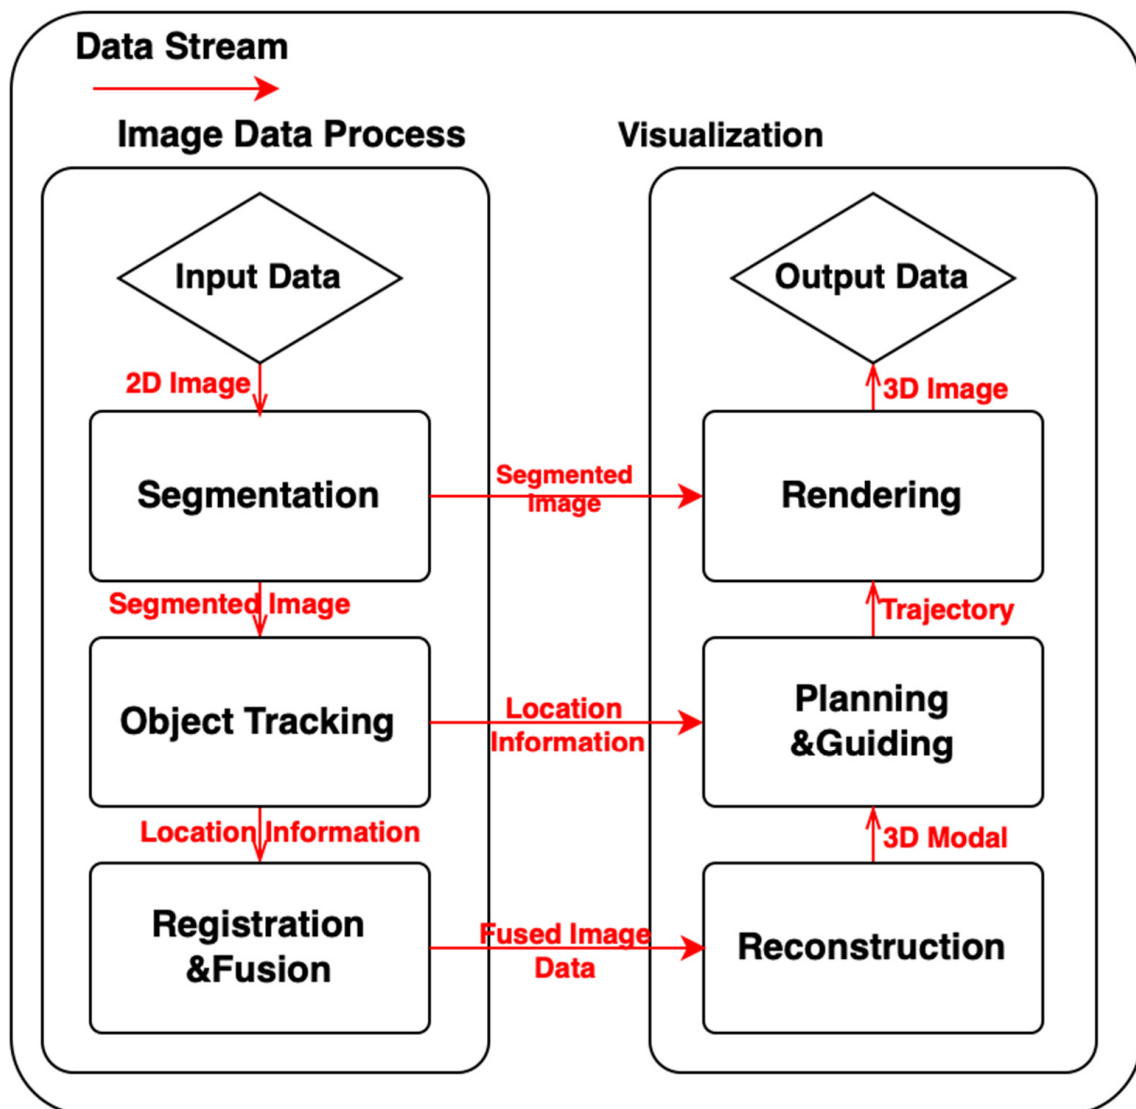 Data Stream
Image Data Process
Visualization
Input Data
Output Data
2D Image
3D Image
Segmentation
Segmented
Image
Rendering
Segmented Image
Trajectory
Object Tracking
Location
Information
Planning
&Guiding
Location Information
3D Modal
Registration
&Fusion
Fused Image
Data
Reconstruction